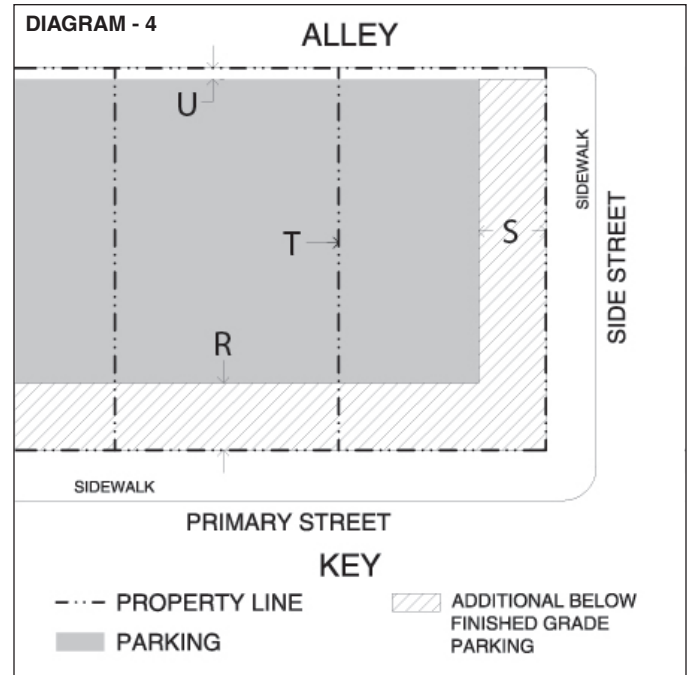 DIAGRAM - 4
ALLEY
U
SIDEWALK
S
T
SIDE STREET
R
SIDEWALK
PRIMARY STREET
KEY
PROPERTY LINE
PARKING
ADDITIONAL BELOW
FINISHED GRADE
PARKING